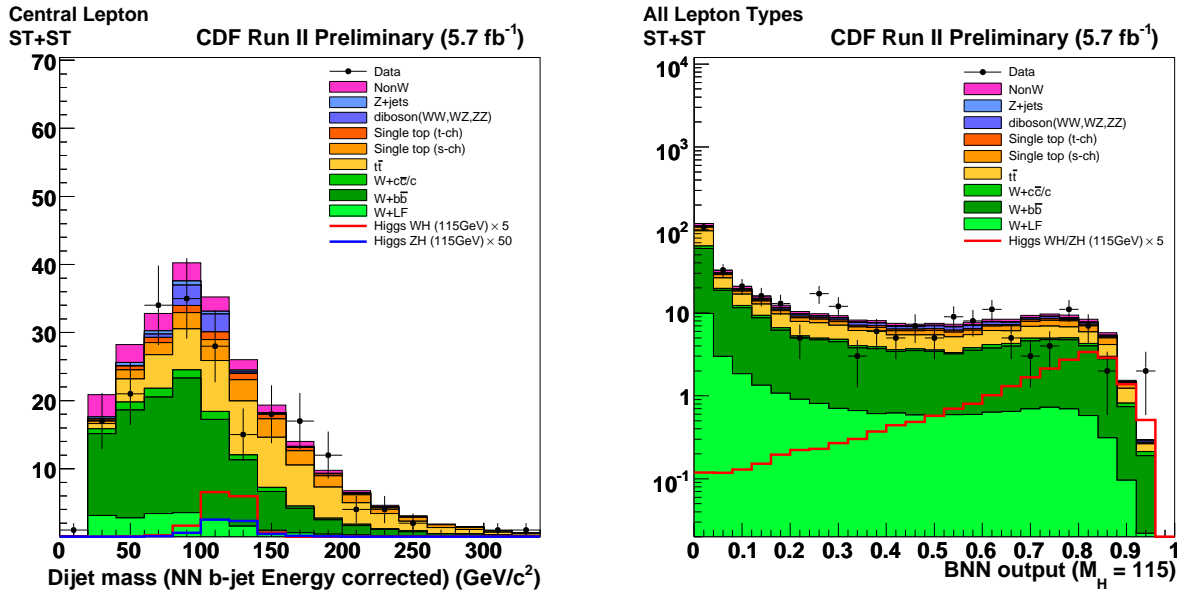 Central Lepton
ST+ST
CDF Run II Preliminary (5.7 fb⁻¹)
70
60
50
40
30
20
10
Data
NonW
Z+jets
diboson(WW,WZ,ZZ)
Single top (t-ch)
Single top (s-ch)
tt̅
W+cc̅/c
W+bb̅
W+LF
Higgs WH (115GeV) × 5
Higgs ZH (115GeV) × 50
0 50 100 150 200 250 300
Dijet mass (NN b-jet Energy corrected) (GeV/c²)
All Lepton Types
ST+ST
CDF Run II Preliminary (5.7 fb⁻¹)
10⁴
10³
10²
10
1
10⁻¹
Data
NonW
Z+jets
diboson(WW,WZ,ZZ)
Single top (t-ch)
Single top (s-ch)
tt̅
W+cc̅/c
W+bb̅
W+LF
Higgs WH/ZH (115GeV) × 5
0 0.1 0.2 0.3 0.4 0.5 0.6 0.7 0.8 0.9 1
BNN output (M_H = 115)